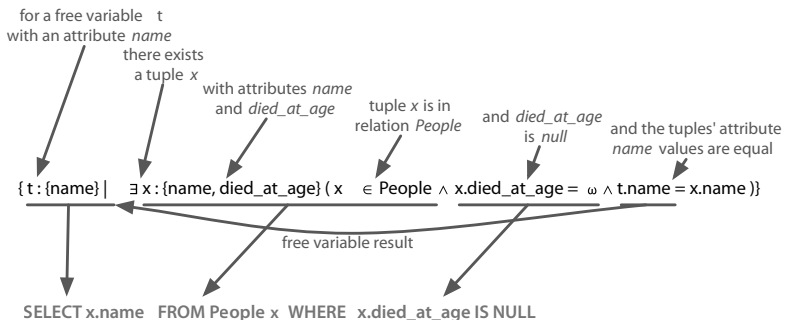 for a free variable t
with an attribute name
there exists
a tuple x
with attributes name
and died_at_age
tuple x is in
relation People
and died_at_age
is null
and the tuples' attribute
name values are equal
{ t : {name} | ∃ x : {name, died_at_age} ( x ∈ People ∧ x.died_at_age = ω ∧ t.name = x.name )}
free variable result
SELECT x.name FROM People x WHERE x.died_at_age IS NULL